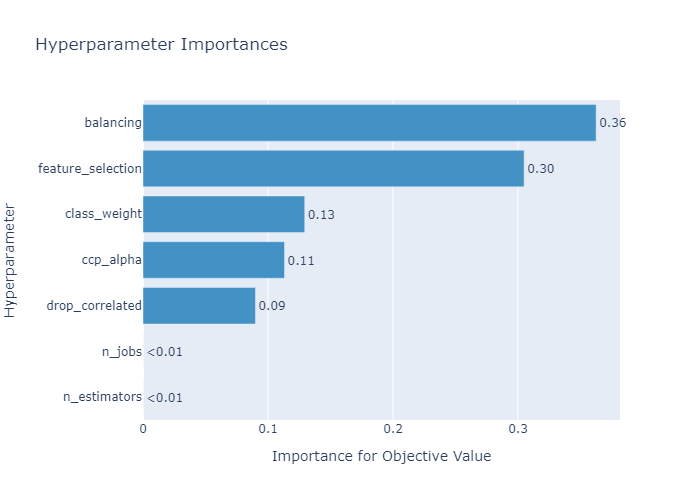 Hyperparameter Importances
Hyperparameter
balancing 0.36
feature_selection 0.30
class_weight 0.13
ccp_alpha 0.11
drop_correlated 0.09
n_jobs <0.01
n_estimators <0.01
0 0.1 0.2 0.3
Importance for Objective Value